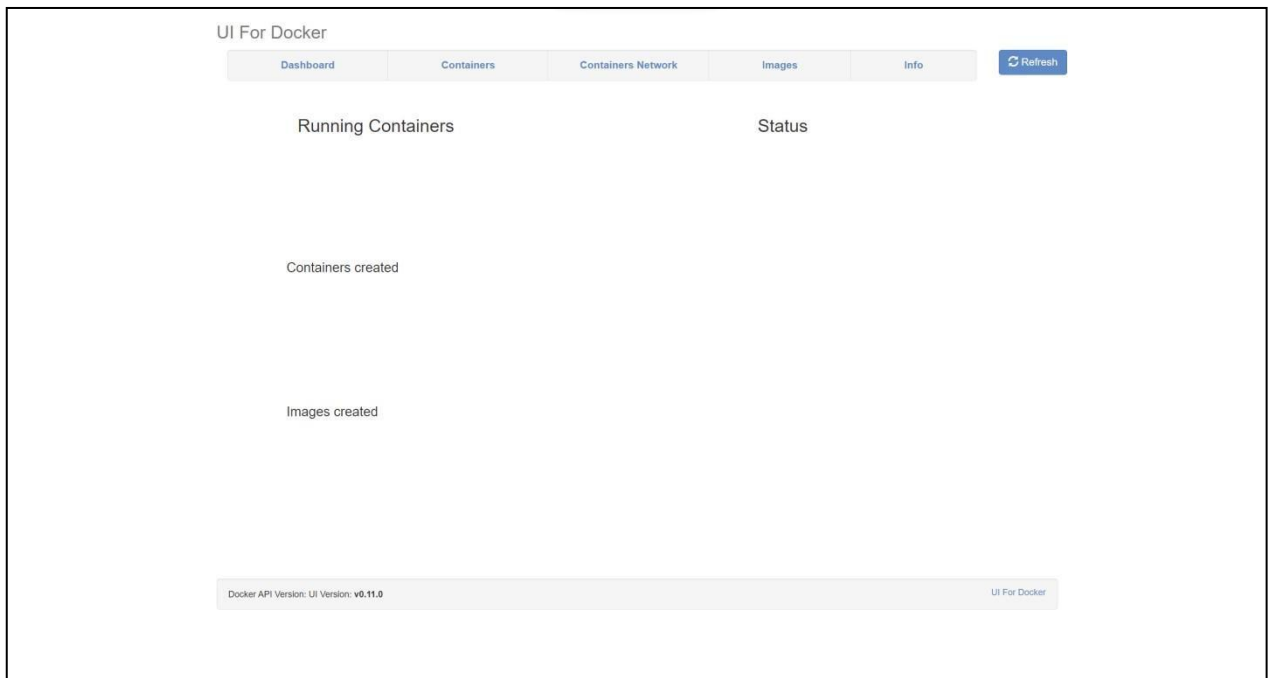 UI For Docker
Dashboard Containers Containers Network Images Info Refresh
Running Containers Status
Containers created
Images created
Docker API Version: UI Version: v0.11.0 UI For Docker